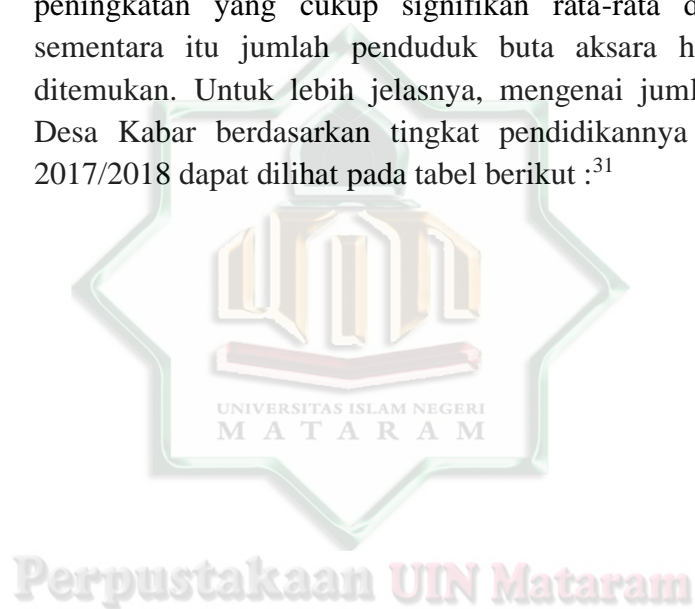 peningkatan yang cukup signifikan rata-rata d
sementara itu jumlah penduduk buta aksara h
ditemukan. Untuk lebih jelasnya, mengenai juml
Desa Kabar berdasarkan tingkat pendidikannya
2017/2018 dapat dilihat pada tabel berikut :31
UNIVERSITAS ISLAM NEGERI
MATARAM
Perpustakaan UIN Mataram